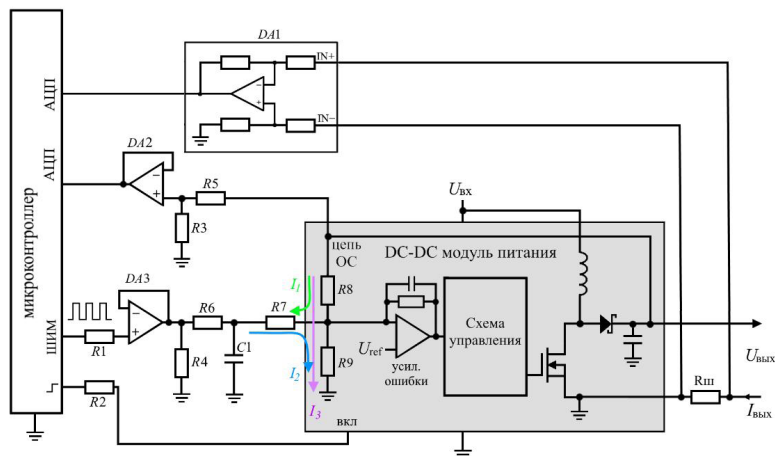 DA1
IN+
IN−
−
+
АЦП
АЦП
DA2
−
+
R5
R3
микроконтроллер
ШИМ
DA3
−
+
R1
R2
R4
R6
C1
R7
Uвх
цепь
ОС
DC-DC модуль питания
I1
I2
I3
R8
R9
Uref
усил.
ошибки
Схема
управления
вкл
Rш
Uвых
Iвых